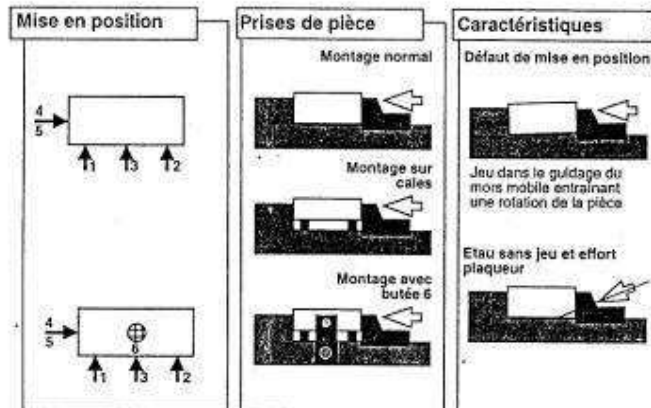 Mise en position
4
5
1
3
2
4
5
6
1
3
2
Prises de pièce
Montage normal
Montage sur
cales
Montage avec
butée 6
Caractéristiques
Défaut de mise en position
Jeu dans le guidage du
mors mobile entraînant
une rotation de la pièce
Etau sans jeu et effort
plaqueur